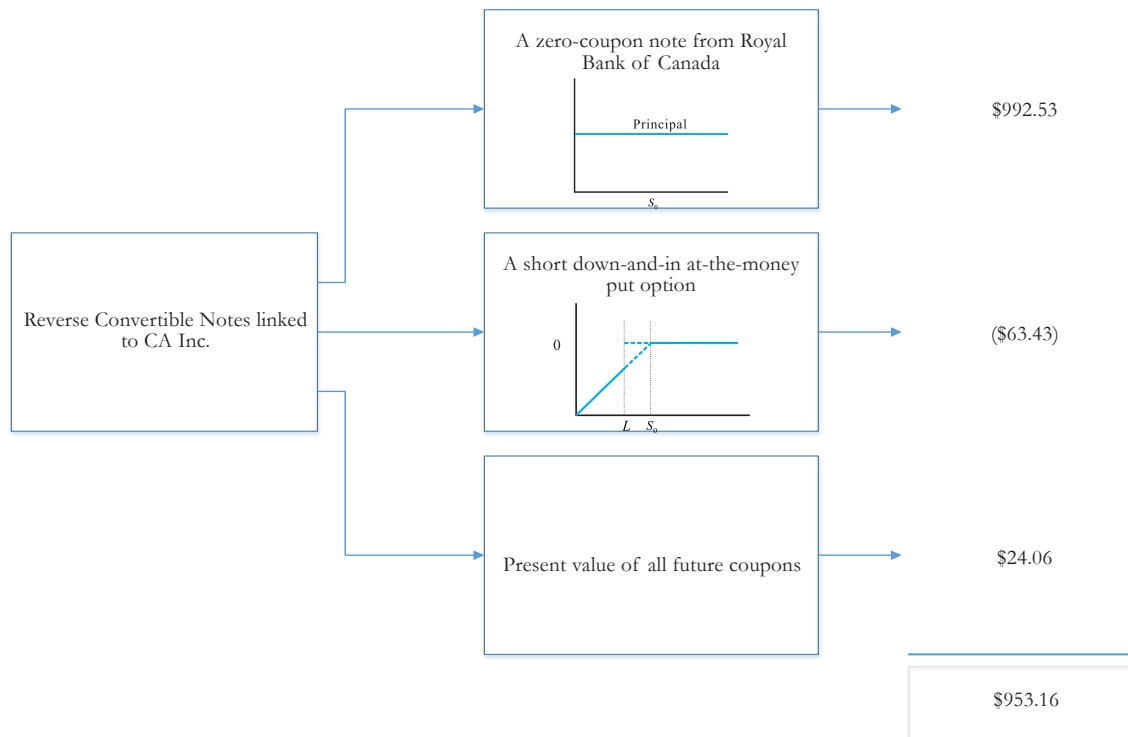 A zero-coupon note from Royal
Bank of Canada
Principal
S₀
$992.53
Reverse Convertible Notes linked
to CA Inc.
A short down-and-in at-the-money
put option
0
L
S₀
($63.43)
Present value of all future coupons
$24.06
$953.16